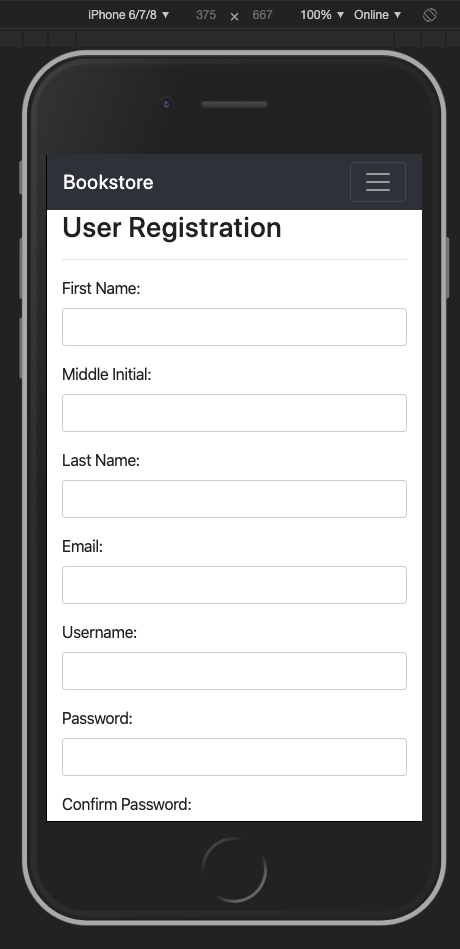 iPhone 6/7/8 ▼ 375 × 667 100% ▼ Online ▼
Bookstore
User Registration
First Name:
Middle Initial:
Last Name:
Email:
Username:
Password:
Confirm Password: